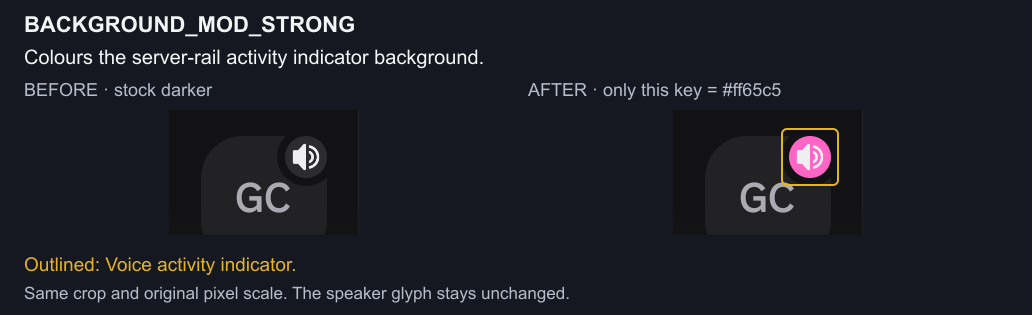 BACKGROUND_MOD_STRONG
Colours the server-rail activity indicator background.
BEFORE · stock darker
AFTER · only this key = #ff65c5
GC
GC
Outlined: Voice activity indicator.
Same crop and original pixel scale. The speaker glyph stays unchanged.